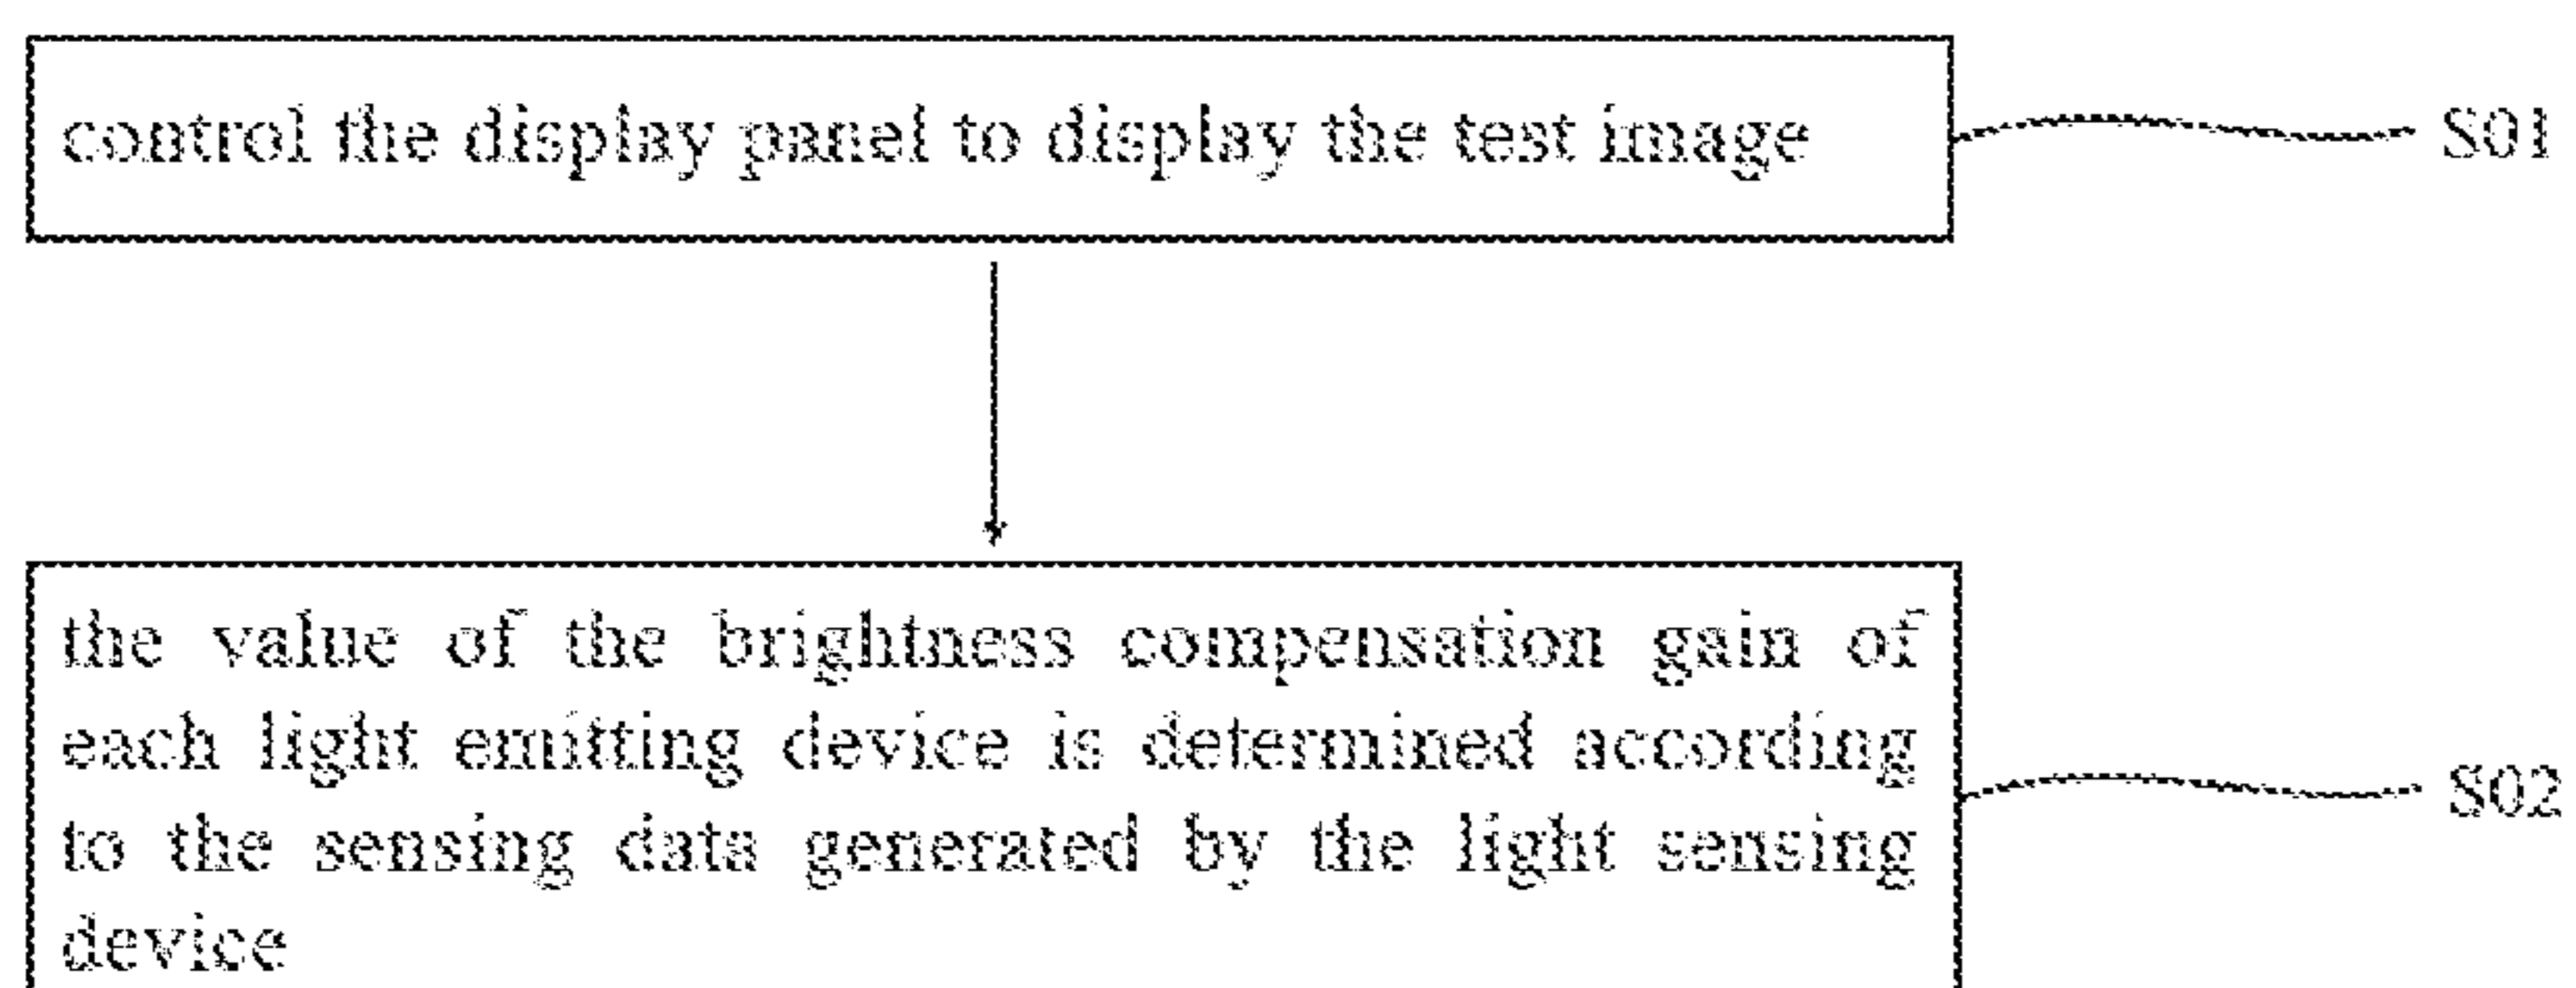 control the display panel to display the test image
S01
the value of the brightness compensation gain of
each light emitting device is determined according
to the sensing data generated by the light sensing
device
S02